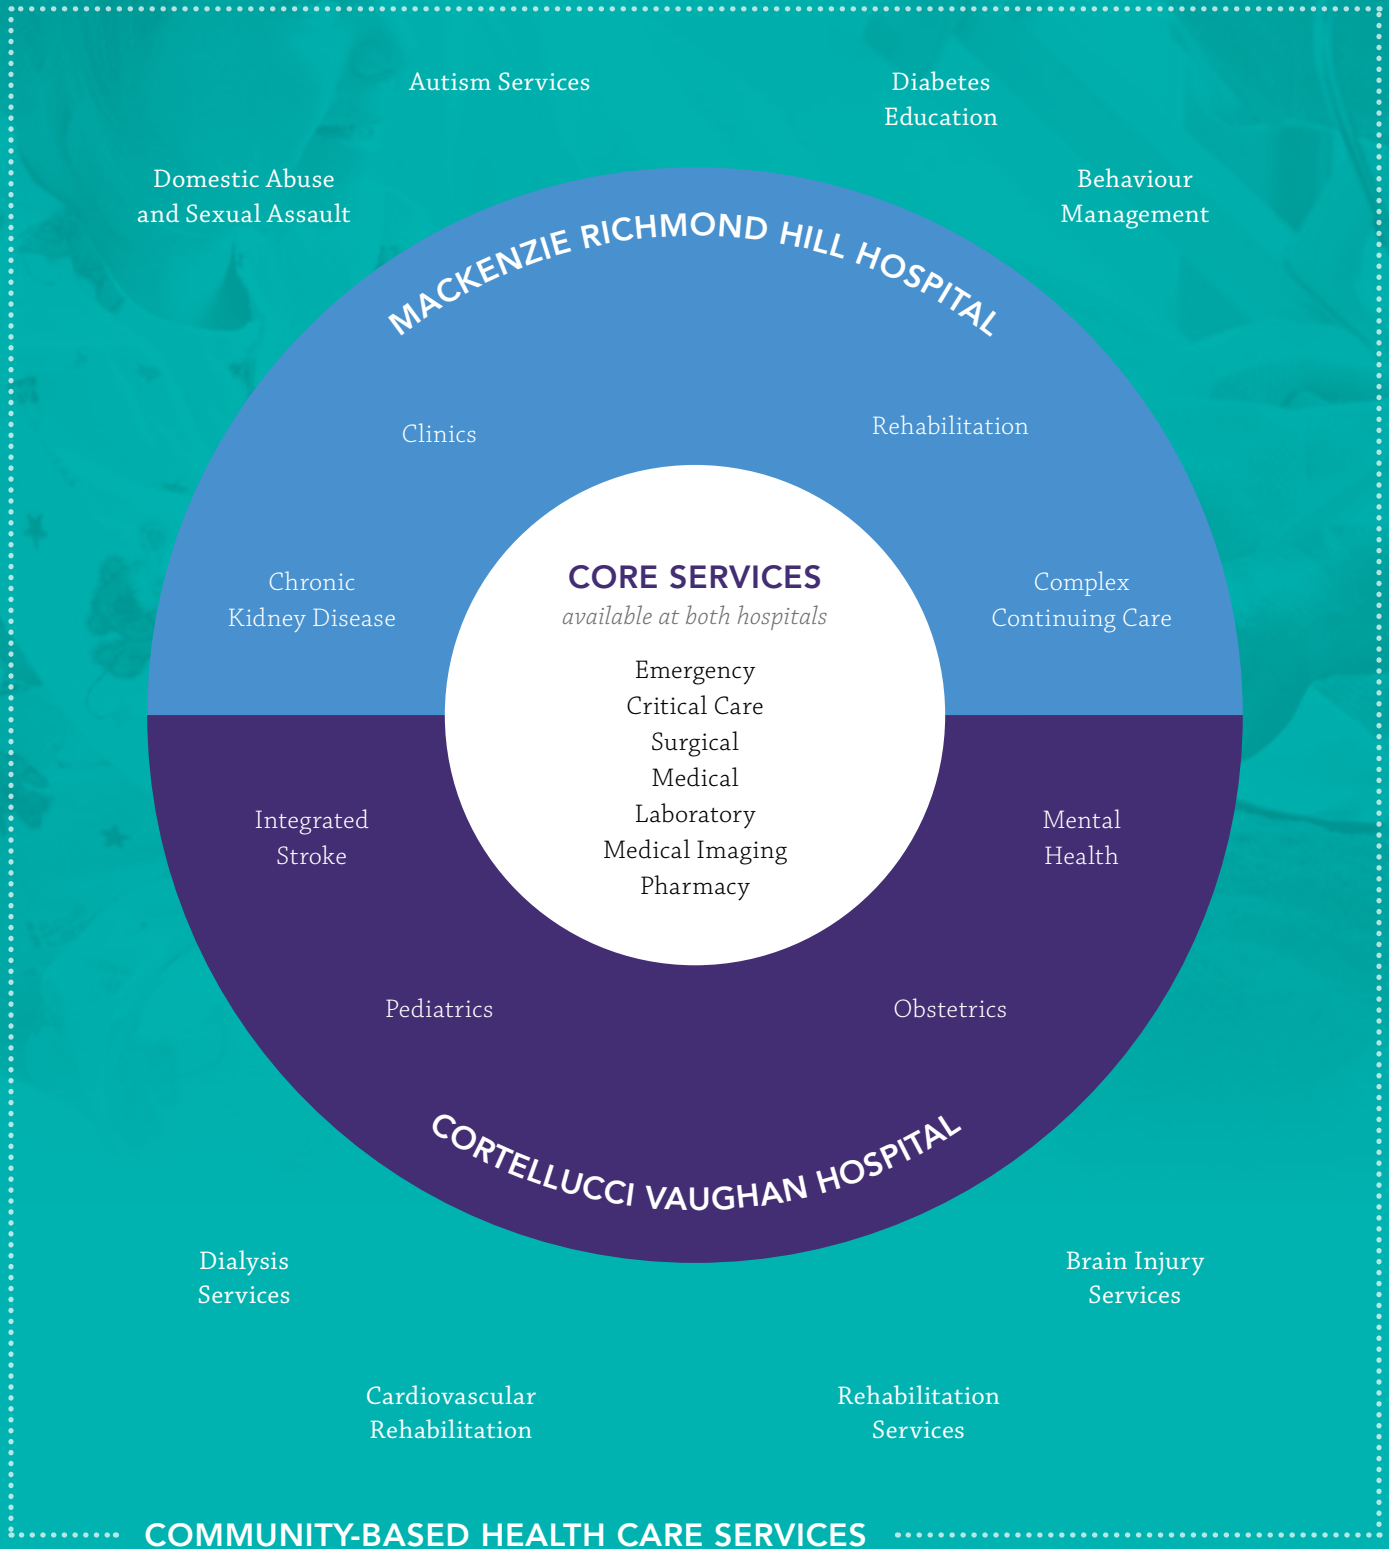 Autism Services
Diabetes
Education
Domestic Abuse
and Sexual Assault
Behaviour
Management
MACKENZIE RICHMOND HILL HOSPITAL
Clinics
Rehabilitation
Chronic
Kidney Disease
Complex
Continuing Care
CORE SERVICES
available at both hospitals
Emergency
Critical Care
Surgical
Medical
Laboratory
Medical Imaging
Pharmacy
Integrated
Stroke
Mental
Health
Pediatrics
Obstetrics
CORTELLUCCI VAUGHAN HOSPITAL
Dialysis
Services
Brain Injury
Services
Cardiovascular
Rehabilitation
Rehabilitation
Services
COMMUNITY-BASED HEALTH CARE SERVICES